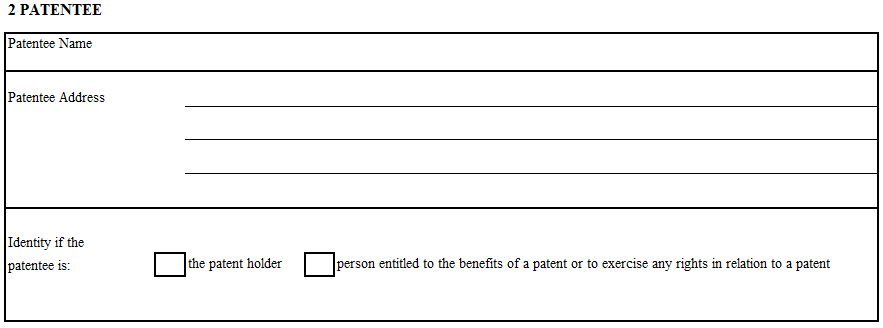 2 PATENTEE
Patentee Name
Patentee Address
Identity if the
patentee is:
the patent holder
person entitled to the benefits of a patent or to exercise any rights in relation to a patent